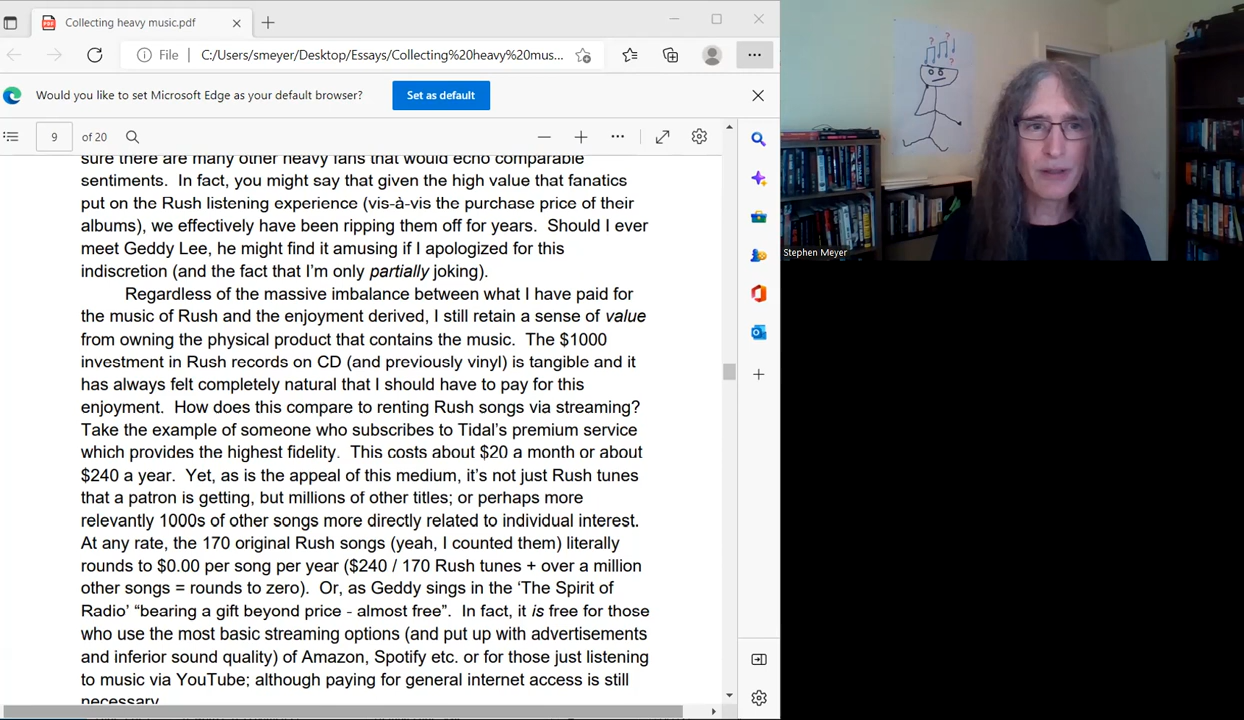 Collecting heavy music.pdf
File
C:/Users/smeyer/Desktop/Essays/Collecting%20heavy%20mus...
Would you like to set Microsoft Edge as your default browser?
Set as default
9
of 20
sure there are many other heavy fans that would echo comparable
sentiments. In fact, you might say that given the high value that fanatics
put on the Rush listening experience (vis-à-vis the purchase price of their
albums), we effectively have been ripping them off for years. Should I ever
meet Geddy Lee, he might find it amusing if I apologized for this
indiscretion (and the fact that I'm only partially joking).
Regardless of the massive imbalance between what I have paid for
the music of Rush and the enjoyment derived, I still retain a sense of value
from owning the physical product that contains the music. The $1000
investment in Rush records on CD (and previously vinyl) is tangible and it
has always felt completely natural that I should have to pay for this
enjoyment. How does this compare to renting Rush songs via streaming?
Take the example of someone who subscribes to Tidal's premium service
which provides the highest fidelity. This costs about $20 a month or about
$240 a year. Yet, as is the appeal of this medium, it's not just Rush tunes
that a patron is getting, but millions of other titles; or perhaps more
relevantly 1000s of other songs more directly related to individual interest.
At any rate, the 170 original Rush songs (yeah, I counted them) literally
rounds to $0.00 per song per year ($240 / 170 Rush tunes + over a million
other songs = rounds to zero). Or, as Geddy sings in the 'The Spirit of
Radio' "bearing a gift beyond price - almost free". In fact, it is free for those
who use the most basic streaming options (and put up with advertisements
and inferior sound quality) of Amazon, Spotify etc. or for those just listening
to music via YouTube; although paying for general internet access is still
necessary
Stephen Meyer